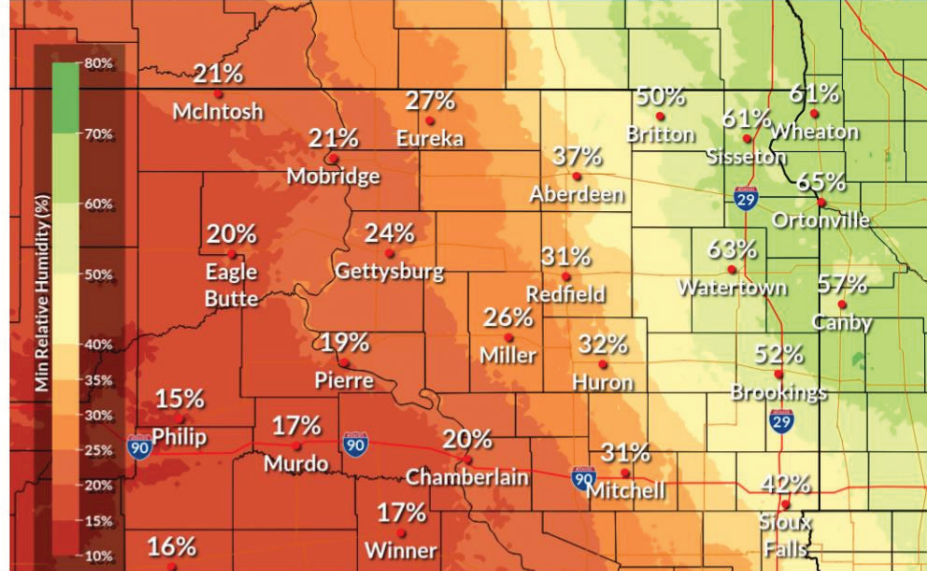 Min Relative Humidity (%)
80%
70%
60%
50%
40%
35%
30%
25%
20%
15%
10%
21%
McIntosh
21%
Mobridge
27%
Eureka
50%
Britton
61%
Sisseton
61%
Wheaton
37%
Aberdeen
65%
Ortonville
29
20%
Eagle
Butte
24%
Gettysburg
31%
Redfield
63%
Watertown
57%
Canby
26%
Miller
19%
Pierre
32%
Huron
52%
Brookings
29
15%
Philip
90
17%
Murdo
90
20%
Chamberlain
90
31%
Mitchell
42%
Sioux
Falls
17%
Winner
16%